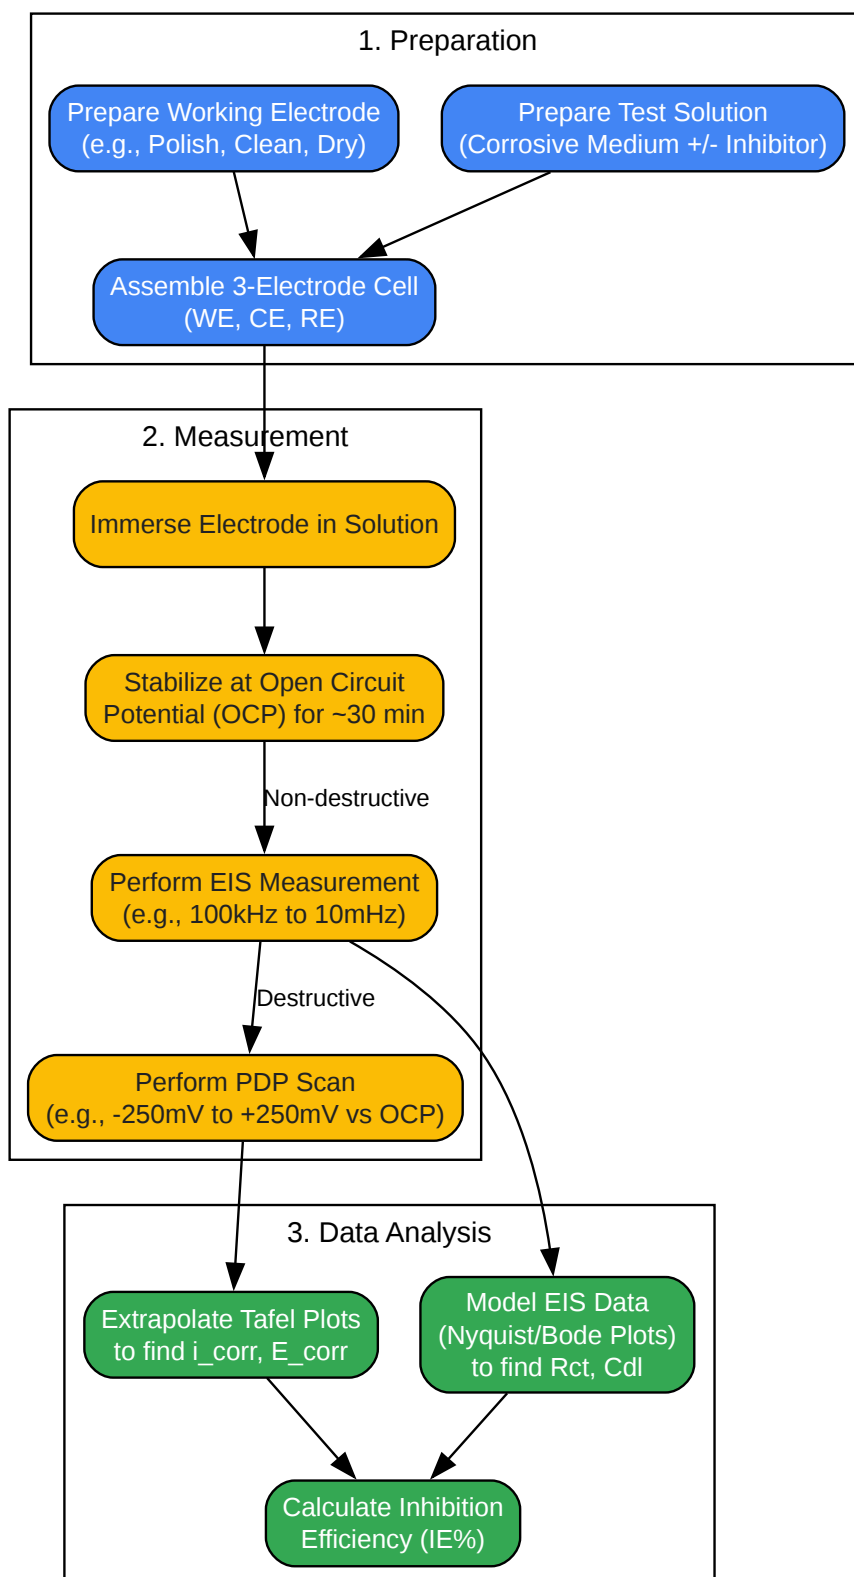 1. Preparation
Prepare Working Electrode
(e.g., Polish, Clean, Dry)
Prepare Test Solution
(Corrosive Medium +/- Inhibitor)
Assemble 3-Electrode Cell
(WE, CE, RE)
2. Measurement
Immerse Electrode in Solution
Stabilize at Open Circuit
Potential (OCP) for ~30 min
Non-destructive
Perform EIS Measurement
(e.g., 100kHz to 10mHz)
Destructive
Perform PDP Scan
(e.g., -250mV to +250mV vs OCP)
3. Data Analysis
Extrapolate Tafel Plots
to find i_corr, E_corr
Model EIS Data
(Nyquist/Bode Plots)
to find Rct, Cdl
Calculate Inhibition
Efficiency (IE%)